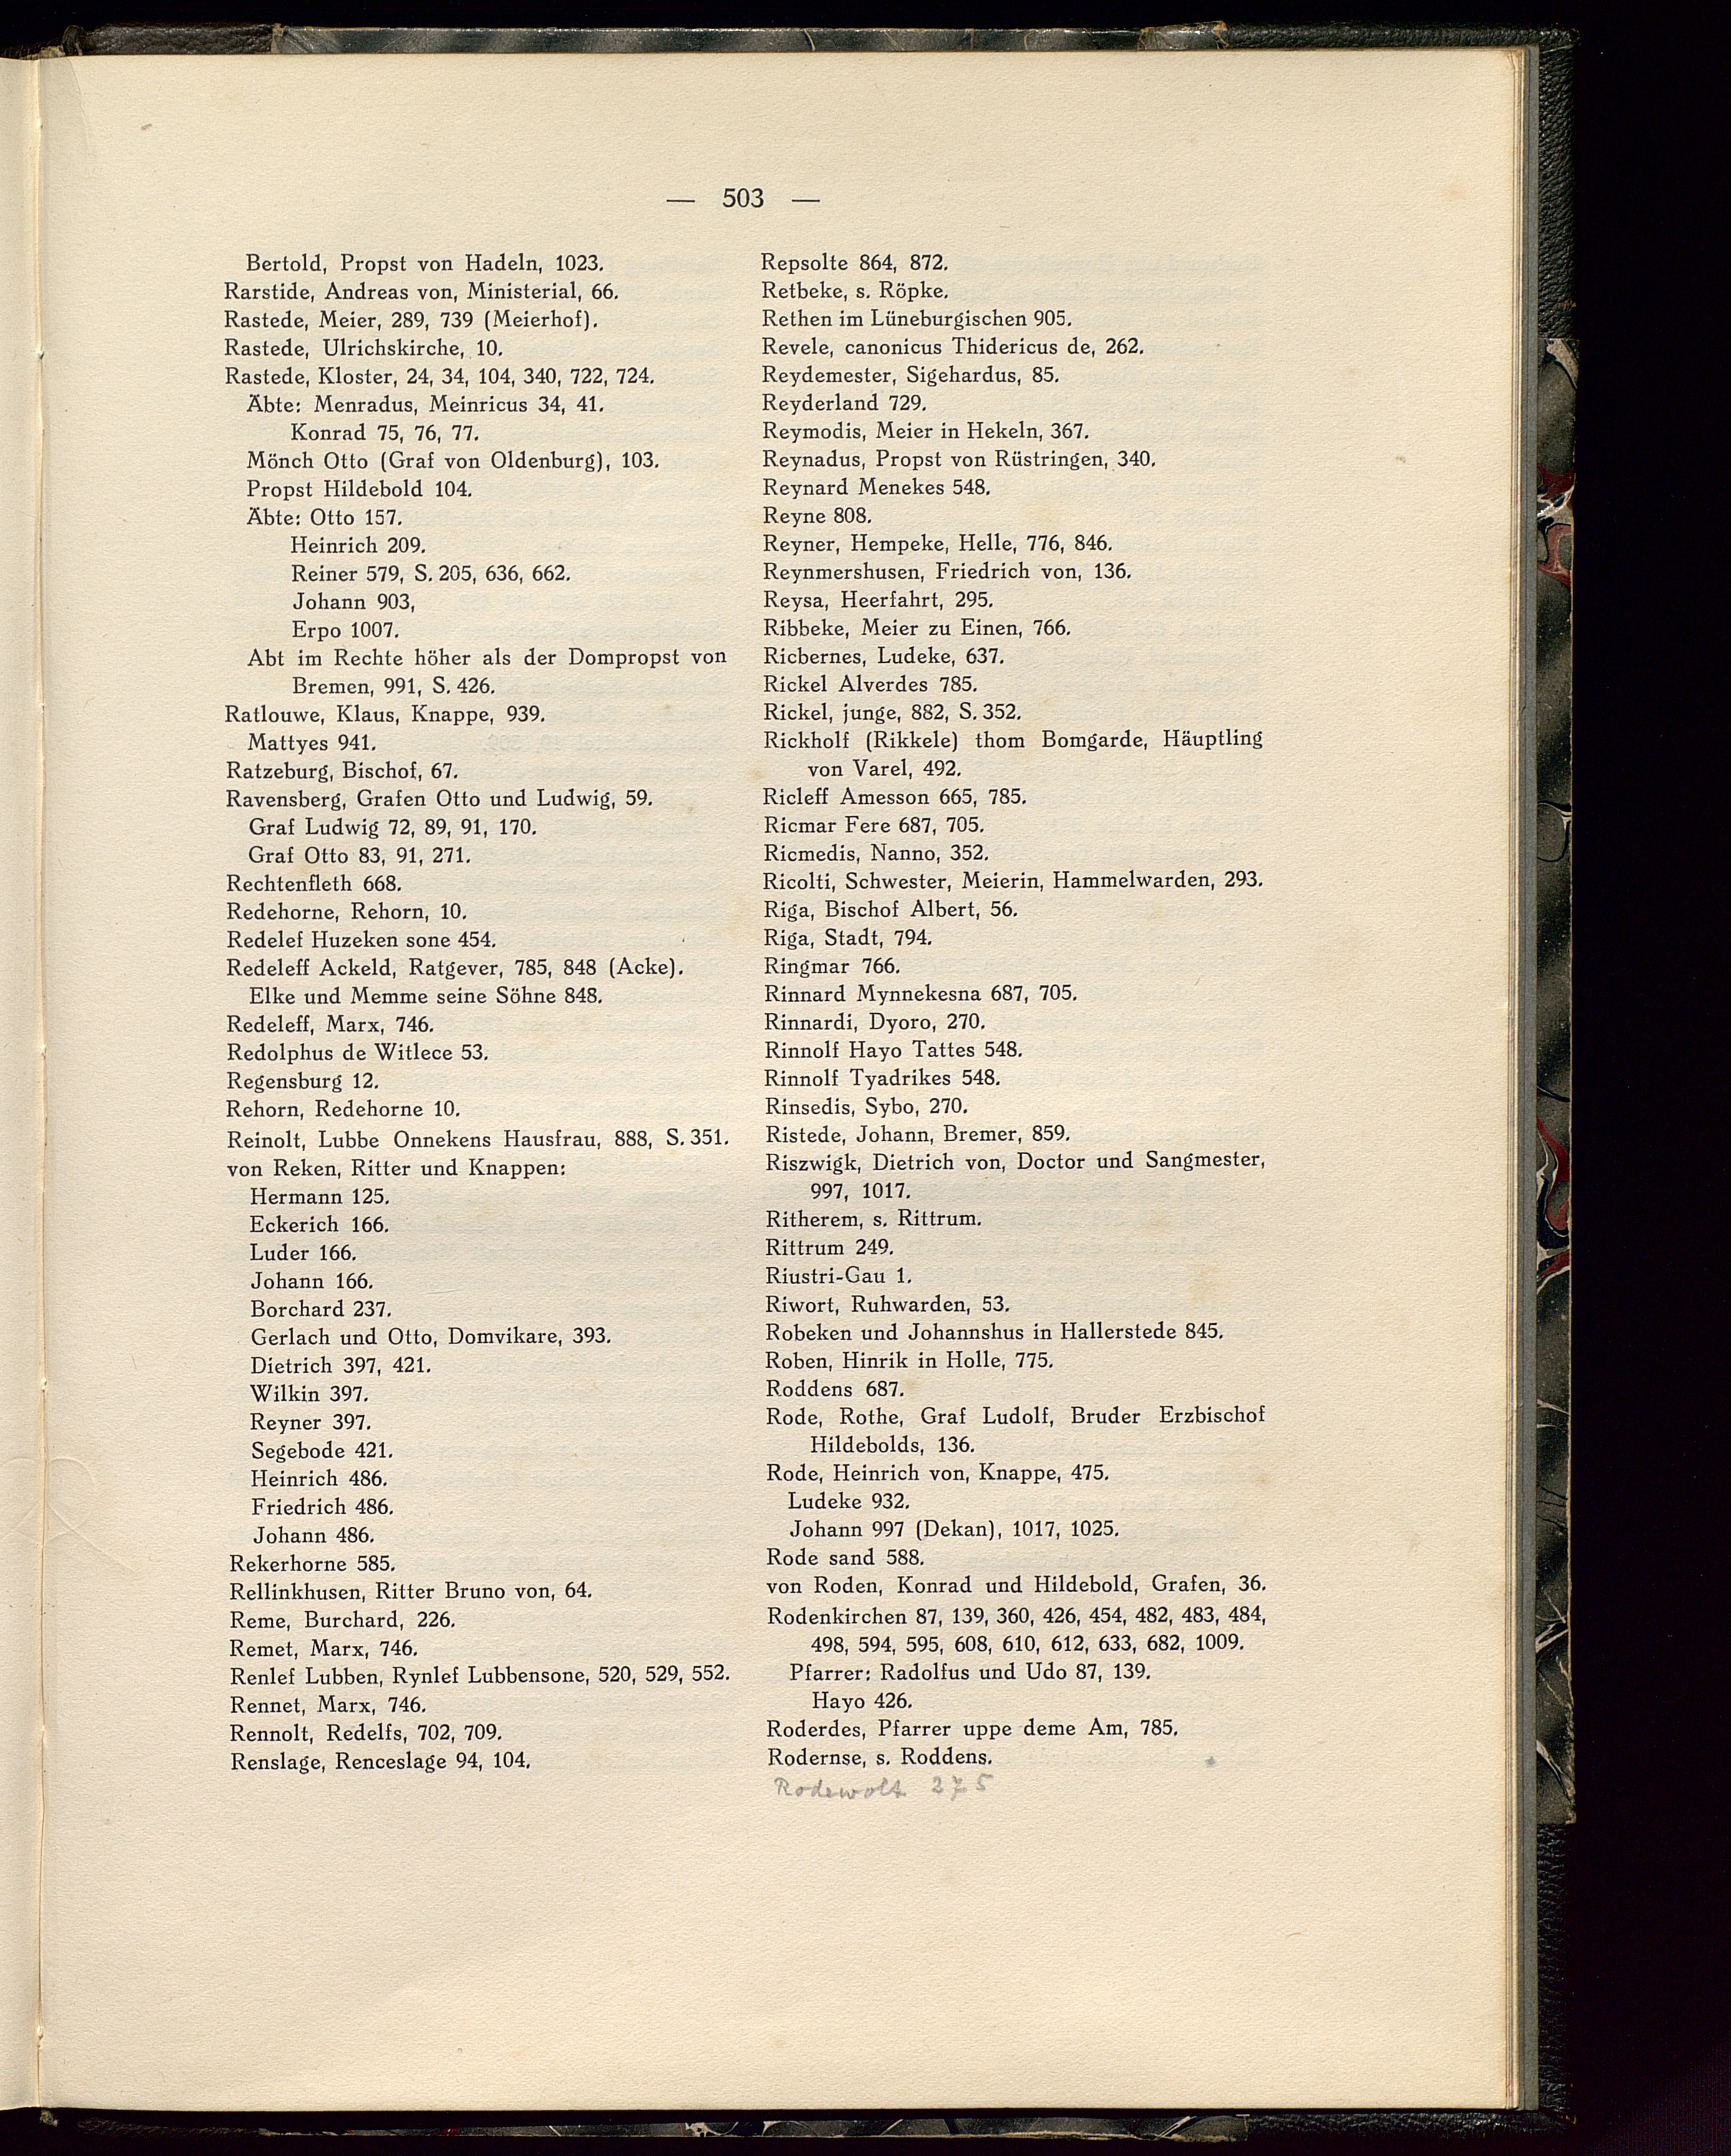 — 503 —
Bertold, Propst von Hadeln, 1023.
Rarstide, Andreas von, Ministerial, 66.
Rastede, Meier, 289, 739 (Meierhof).
Rastede, Ulrichskirche, 10.
Rastede, Kloster, 24, 34, 104, 340, 722, 724.
Äbte: Menradus, Meinricus 34, 41.
Konrad 75, 76, 77.
Mönch Otto (Graf von Oldenburg), 103.
Propst Hildebold 104.
Äbte: Otto 157.
Heinrich 209.
Reiner 579, S. 205, 636, 662.
Johann 903,
Erpo 1007.
Abt im Rechte höher als der Dompropst von
Bremen, 991, S. 426.
Ratlouwe, Klaus, Knappe, 939.
Mattyes 941.
Ratzeburg, Bischof, 67.
Ravensberg, Grafen Otto und Ludwig, 59.
Graf Ludwig 72, 89, 91, 170.
Graf Otto 83, 91, 271.
Rechtenfleth 668.
Redehorne, Rehorn, 10.
Redelef Huzeken sone 454.
Redeleff Ackeld, Ratgever, 785, 848 (Acke).
Elke und Memme seine Söhne 848.
Redeleff, Marx, 746.
Redolphus de Witlece 53.
Regensburg 12.
Rehorn, Redehorne 10.
Reinolt, Lubbe Onnekens Hausfrau, 888, S. 351.
von Reken, Ritter und Knappen:
Hermann 125.
Eckerich 166.
Luder 166.
Johann 166.
Borchard 237.
Gerlach und Otto, Domvikare, 393.
Dietrich 397, 421.
Wilkin 397.
Reyner 397.
Segebode 421.
Heinrich 486.
Friedrich 486.
Johann 486.
Rekerhorne 585.
Rellinkhusen, Ritter Bruno von, 64.
Reme, Burchard, 226.
Remet, Marx, 746.
Renlef Lubben, Rynlef Lubbensone, 520, 529, 552.
Rennet, Marx, 746.
Rennolt, Redelfs, 702, 709.
Renslage, Renceslage 94, 104.
Repsolte 864, 872.
Retbeke, s. Röpke.
Rethen im Lüneburgischen 905.
Revele, canonicus Thidericus de, 262.
Reydemester, Sigehardus, 85.
Reyderland 729.
Reymodis, Meier in Hekeln, 367.
Reynadus, Propst von Rüstringen, 340.
Reynard Menekes 548.
Reyne 808.
Reyner, Hempeke, Helle, 776, 846.
Reynmershusen, Friedrich von, 136.
Reysa, Heerfahrt, 295.
Ribbeke, Meier zu Einen, 766.
Ricbernes, Ludeke, 637.
Rickel Alverdes 785.
Rickel, junge, 882, S. 352.
Rickholf (Rikkele) thom Bomgarde, Häuptling
von Varel, 492.
Ricleff Amesson 665, 785.
Ricmar Fere 687, 705.
Ricmedis, Nanno, 352.
Ricolti, Schwester, Meierin, Hammelwarden, 293.
Riga, Bischof Albert, 56.
Riga, Stadt, 794.
Ringmar 766.
Rinnard Mynnekesna 687, 705.
Rinnardi, Dyoro, 270.
Rinnolf Hayo Tattes 548.
Rinnolf Tyadrikes 548.
Rinsedis, Sybo, 270.
Ristede, Johann, Bremer, 859.
Riszwigk, Dietrich von, Doctor und Sangmester,
997, 1017.
Ritherem, s. Rittrum.
Rittrum 249.
Riustri-Gau 1.
Riwort, Ruhwarden, 53.
Robeken und Johannshus in Hallerstede 845.
Roben, Hinrik in Holle, 775.
Roddens 687.
Rode, Rothe, Graf Ludolf, Bruder Erzbischof
Hildebolds, 136.
Rode, Heinrich von, Knappe, 475.
Ludeke 932.
Johann 997 (Dekan), 1017, 1025.
Rode sand 588.
von Roden, Konrad und Hildebold, Grafen, 36.
Rodenkirchen 87, 139, 360, 426, 454, 482, 483, 484,
498, 594, 595, 608, 610, 612, 633, 682, 1009.
Pfarrer: Radolfus und Udo 87, 139.
Hayo 426.
Roderdes, Pfarrer uppe deme Am, 785.
Rodernse, s. Roddens.
Rodewolt 275